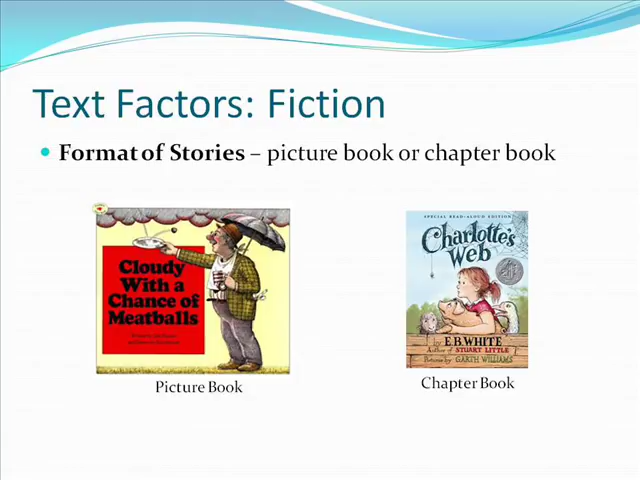 Text Factors: Fiction
Format of Stories – picture book or chapter book
Cloudy
With a
Chance of
Meatballs
Picture Book
SPECIAL READ-ALOUD EDITION
Charlotte's
Web
by E. B. WHITE
Author of STUART LITTLE
Pictures by GARTH WILLIAMS
Chapter Book